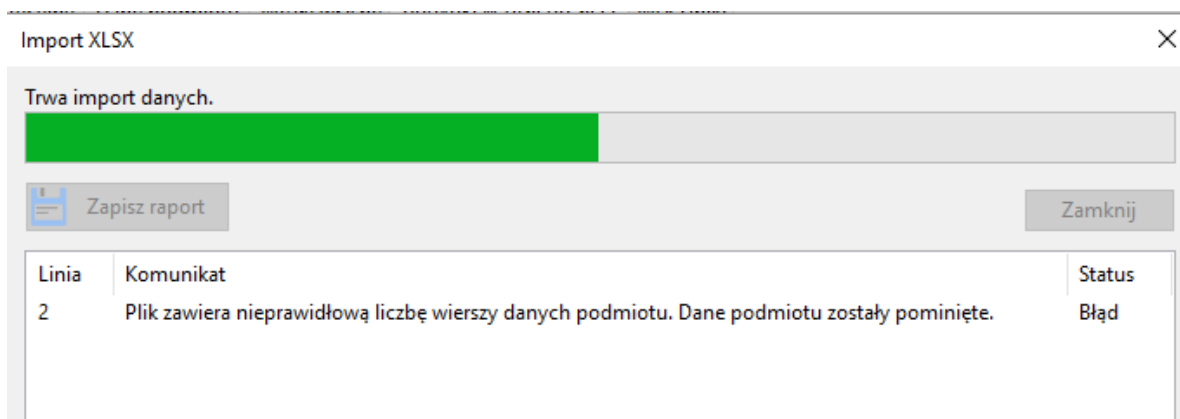 Import XLSX
Trwa import danych.
Zapisz raport
Zamknij
Linia Komunikat Status
2 Plik zawiera nieprawidłową liczbę wierszy danych podmiotu. Dane podmiotu zostały pominięte. Błąd